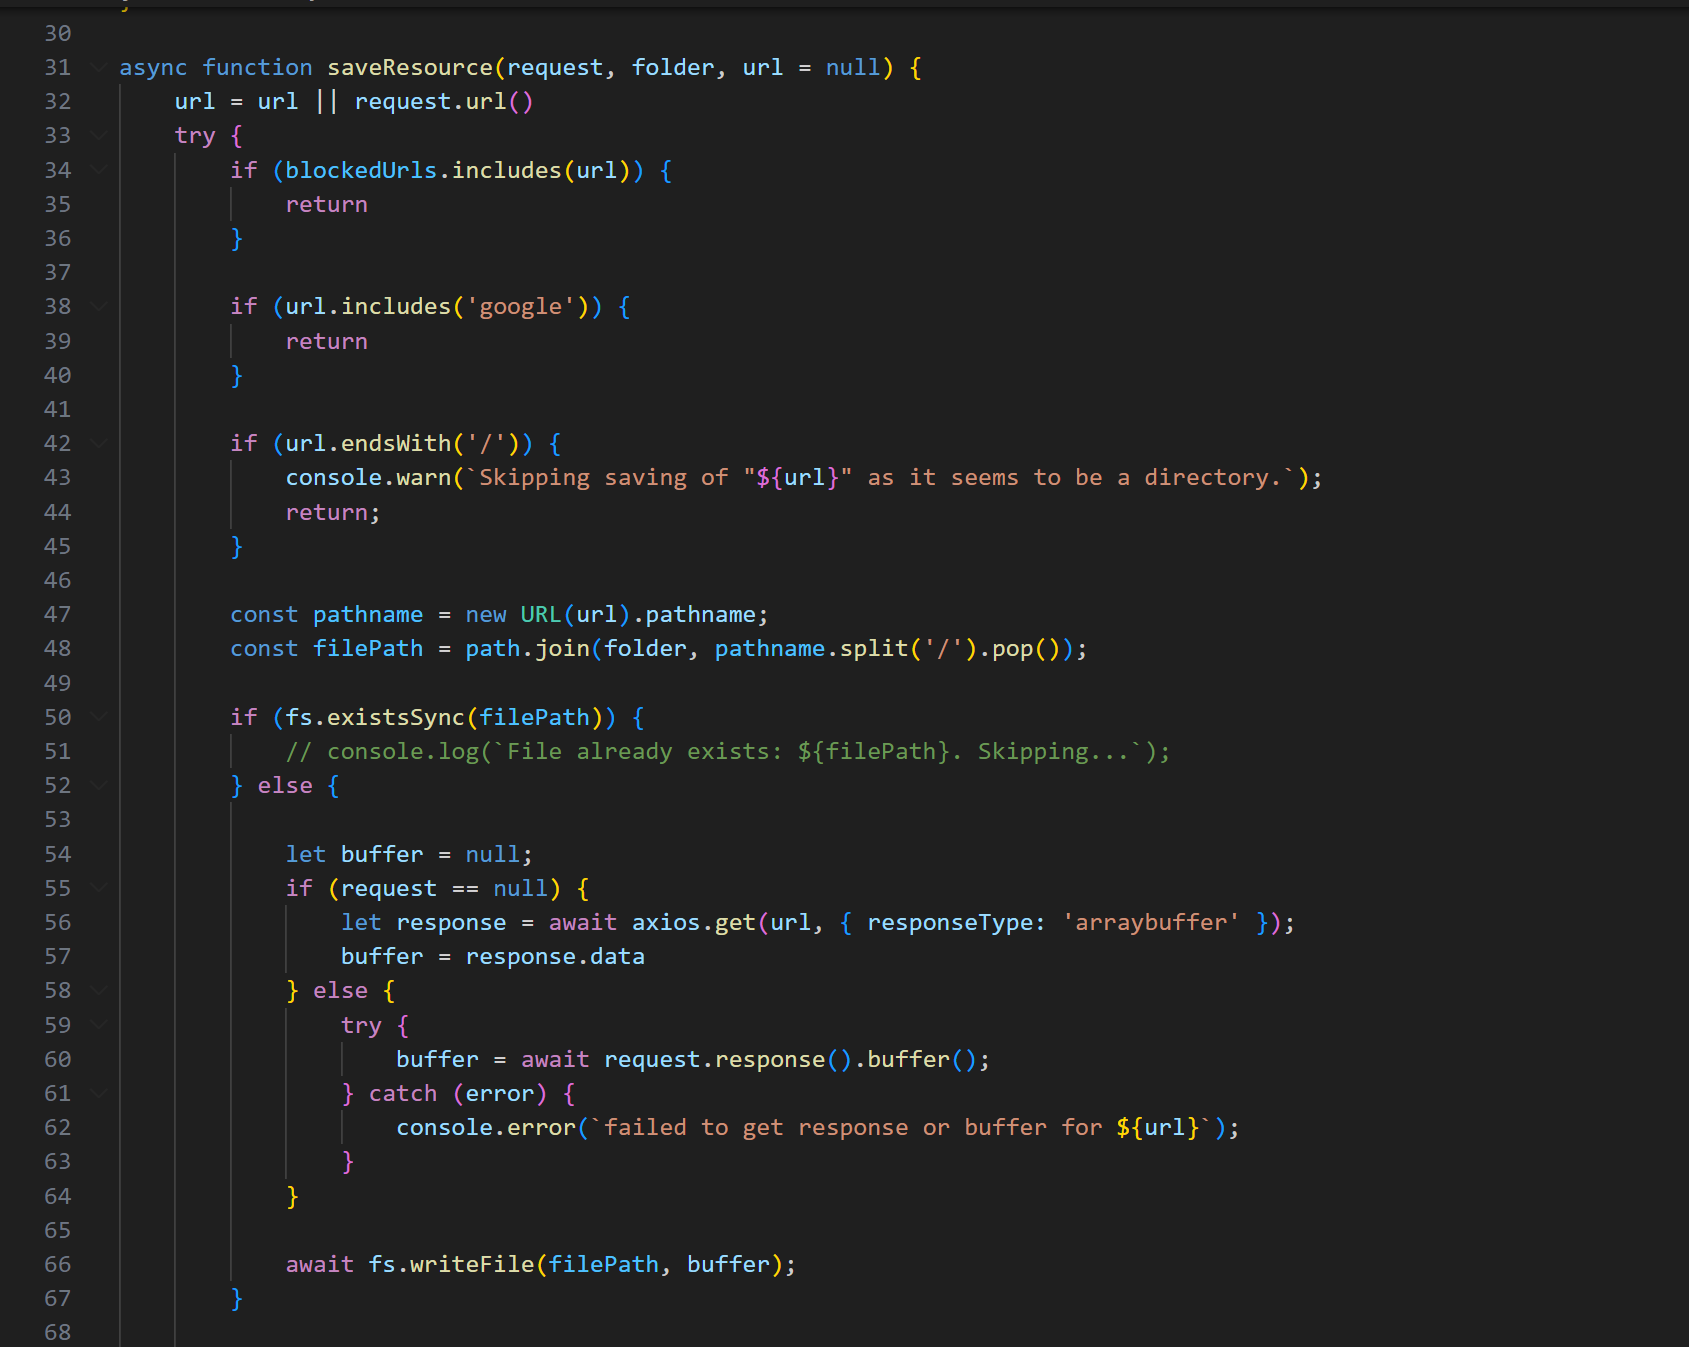 30
31 async function saveResource(request, folder, url = null) {
32     url = url || request.url()
33     try {
34         if (blockedUrls.includes(url)) {
35             return
36         }
37
38         if (url.includes('google')) {
39             return
40         }
41
42         if (url.endsWith('/')) {
43             console.warn(`Skipping saving of "${url}" as it seems to be a directory.`);
44             return;
45         }
46
47         const pathname = new URL(url).pathname;
48         const filePath = path.join(folder, pathname.split('/').pop());
49
50         if (fs.existsSync(filePath)) {
51             // console.log(`File already exists: ${filePath}. Skipping...`);
52         } else {
53
54             let buffer = null;
55             if (request == null) {
56                 let response = await axios.get(url, { responseType: 'arraybuffer' });
57                 buffer = response.data
58             } else {
59                 try {
60                     buffer = await request.response().buffer();
61                 } catch (error) {
62                     console.error(`failed to get response or buffer for ${url}`);
63                 }
64             }
65
66             await fs.writeFile(filePath, buffer);
67         }
68